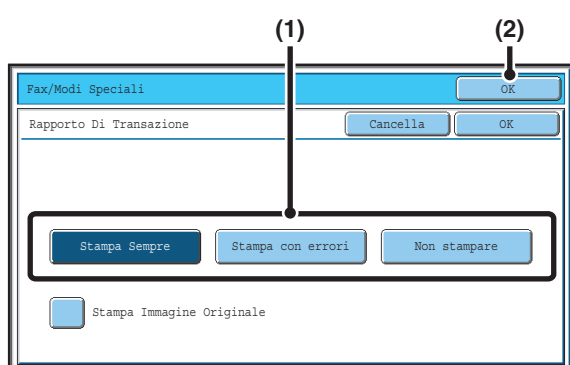 (1) (2)
Fax/Modi Speciali OK
Rapporto Di Transazione Cancella OK
Stampa Sempre Stampa con errori Non stampare
Stampa Immagine Originale